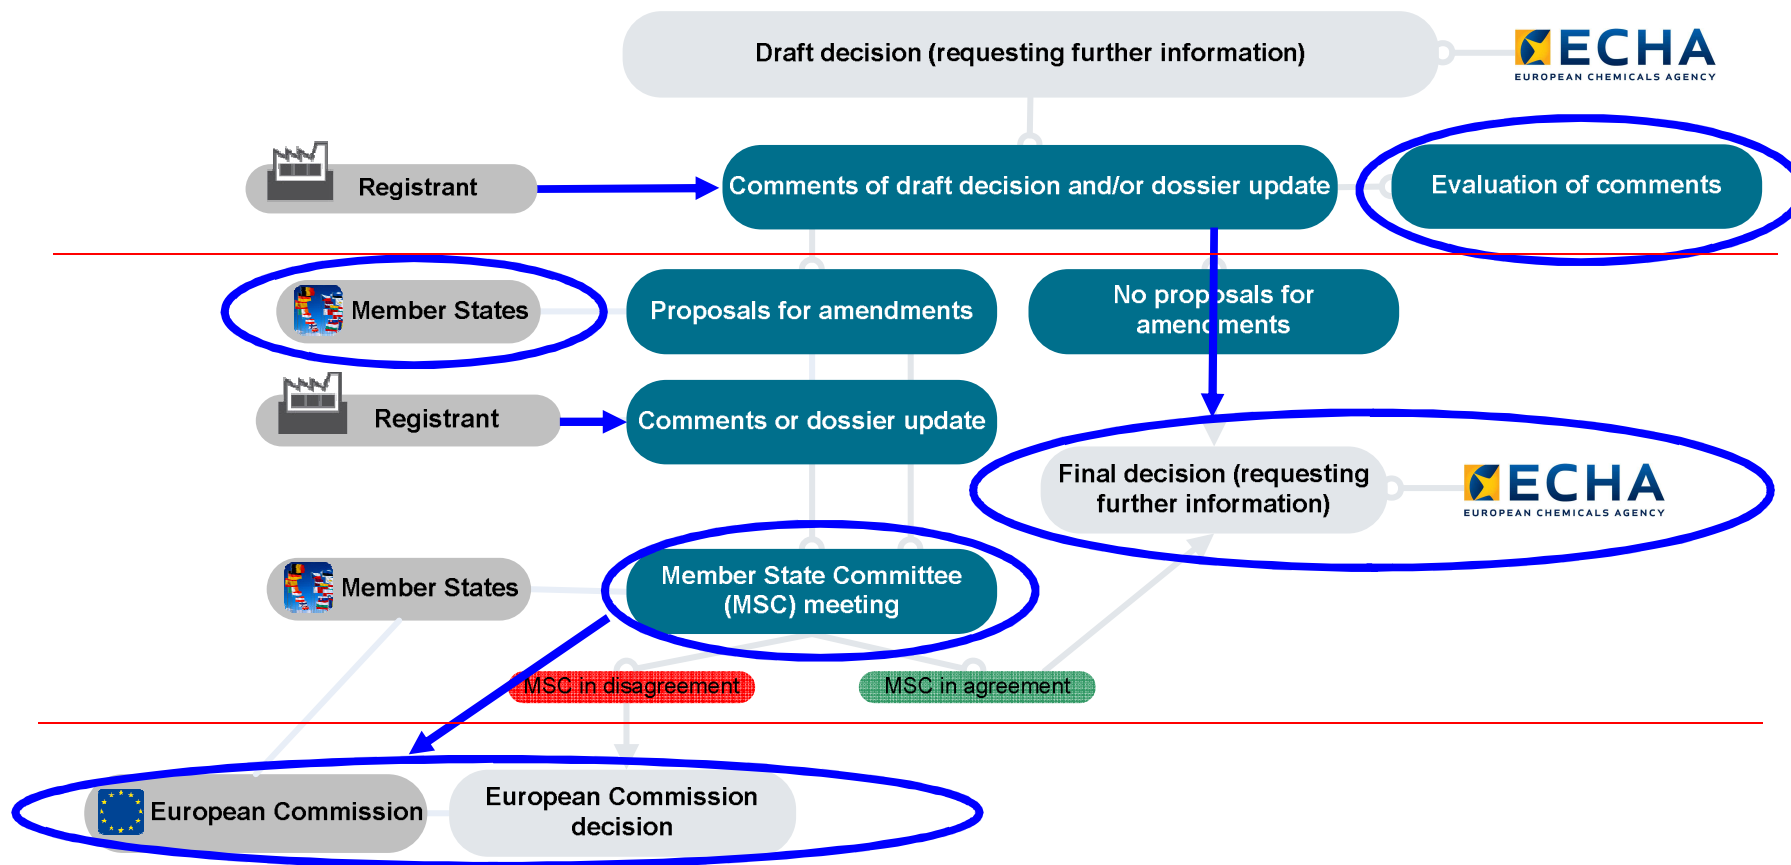 Draft decision (requesting further information)
ECHA
EUROPEAN CHEMICALS AGENCY
Registrant
Comments of draft decision and/or dossier update
Evaluation of comments
Member States
Proposals for amendments
No proposals for
amendments
Registrant
Comments or dossier update
Final decision (requesting
further information)
ECHA
EUROPEAN CHEMICALS AGENCY
Member States
Member State Committee
(MSC) meeting
MSC in disagreement
MSC in agreement
European Commission
European Commission
decision